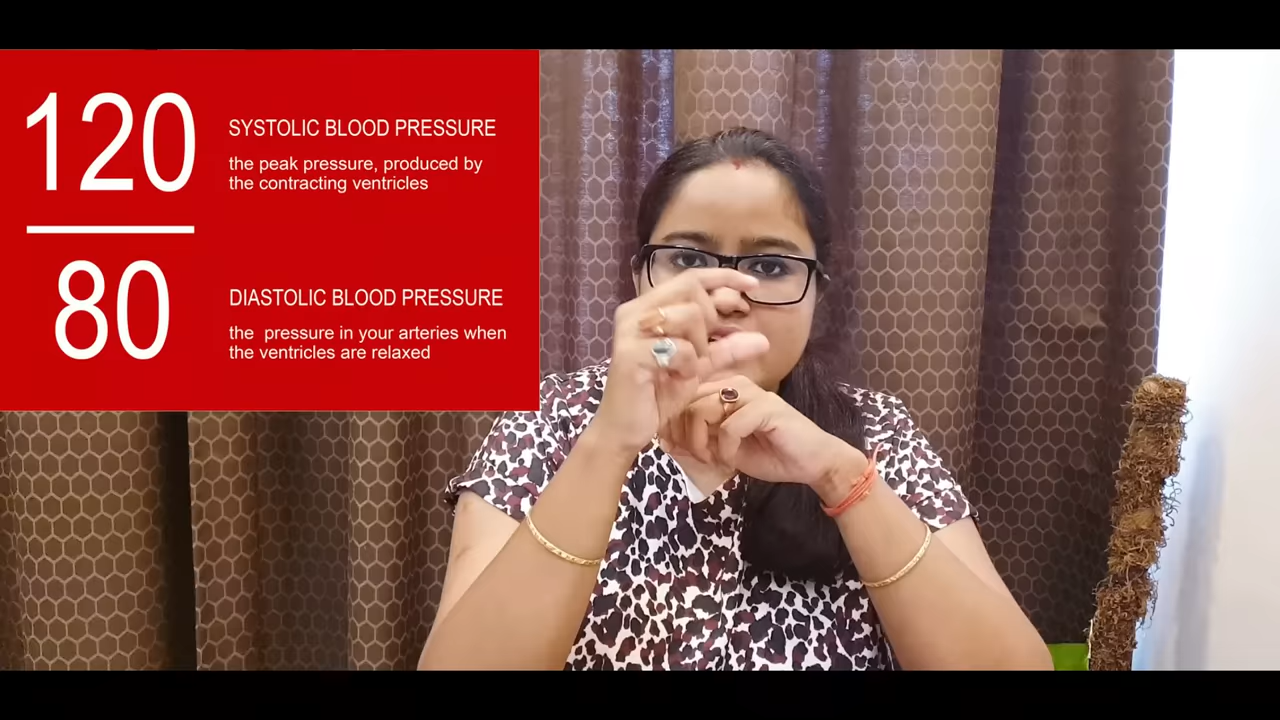 120
SYSTOLIC BLOOD PRESSURE
the peak pressure, produced by
the contracting ventricles
80
DIASTOLIC BLOOD PRESSURE
the  pressure in your arteries when
the ventricles are relaxed